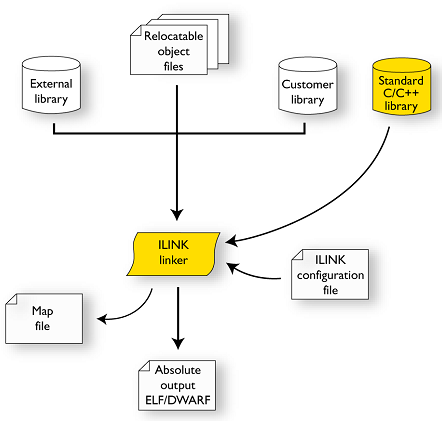 Relocatable
object
files
External
library
Customer
library
Standard
C/C++
library
ILINK
linker
ILINK
configuration
file
Map
file
Absolute
output
ELF/DWARF